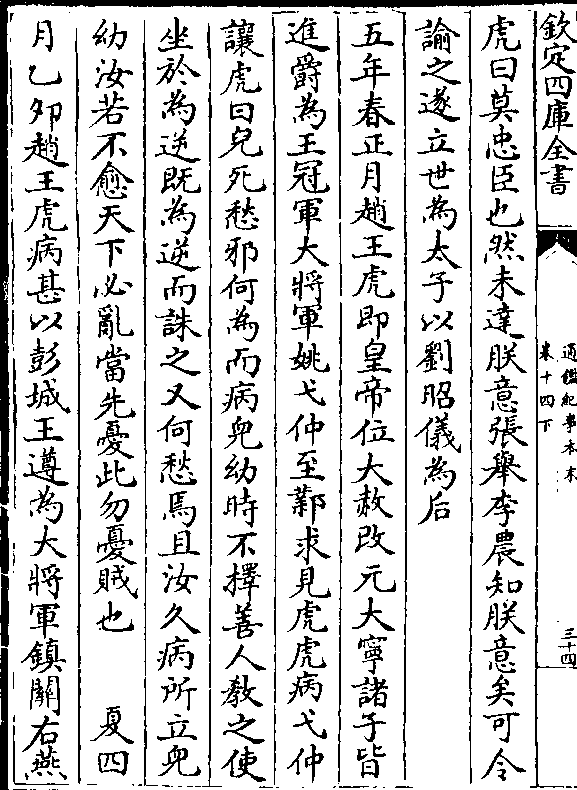 欽定四庫全書
通鑑紀事本末
卷十四下
三十四
虎曰莫忠臣也然未達朕意張舉李農知朕意矣可令
諭之遂立世為太子以劉昭儀為后
五年春正月趙王虎即皇帝位大赦改元大寧諸子皆
進爵為王冠軍大將軍姚弋仲至鄴求見虎虎病弋仲
讓虎曰兒死愁邪何為而病兒幼時不擇善人教之使
坐於為逆既為逆而誅之又何愁焉且汝久病所立兒
幼汝若不愈天下必亂當先憂此勿憂賊也　夏四
月乙夘趙王虎病甚以彭城王遵為大將軍鎮關右燕